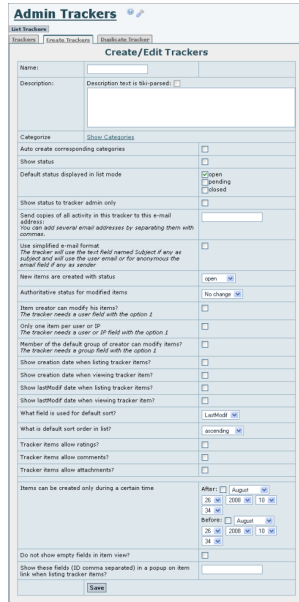 Admin Trackers
List Trackers
Trackers Create Trackers Duplicate Tracker
Create/Edit Trackers
Name:
Description: Description text is tiki-parsed:
Categorize Show Categories
Auto create corresponding categories
Show status
Default status displayed in list mode
open
pending
closed
Show status to tracker admin only
Send copies of all activity in this tracker to this e-mail
address:
You can add several email addresses by separating them with
commas.
Use simplified e-mail format
The tracker will use the text field named Subject if any as
subject and will use the user email or for anonymous the
email field if any as sender
New items are created with status
open
Authoritative status for modified items
No change
Item creator can modify his items?
The tracker needs a user field with the option 1
Only one item per user or IP
The tracker needs a user or IP field with the option 1
Member of the default group of creator can modify items?
The tracker needs a group field with the option 1
Show creation date when listing tracker items?
Show creation date when viewing tracker item?
Show lastModif date when listing tracker items?
Show lastModif date when viewing tracker item?
What field is used for default sort?
LastModif
What is default sort order in list?
ascending
Tracker items allow ratings?
Tracker items allow comments?
Tracker items allow attachments?
Items can be created only during a certain time
After: August
26 2008 10
34
Before: August
26 2008 10
34
Do not show empty fields in item view?
Show these fields (ID comma separated) in a popup on item
link when listing tracker items?
Save